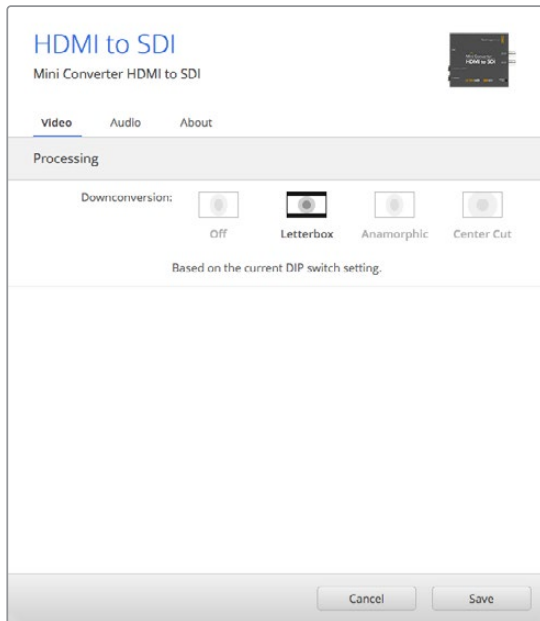 HDMI to SDI
Mini Converter HDMI to SDI
Video Audio About
Processing
Downconversion:
Off Letterbox Anamorphic Center Cut
Based on the current DIP switch setting.
Cancel Save